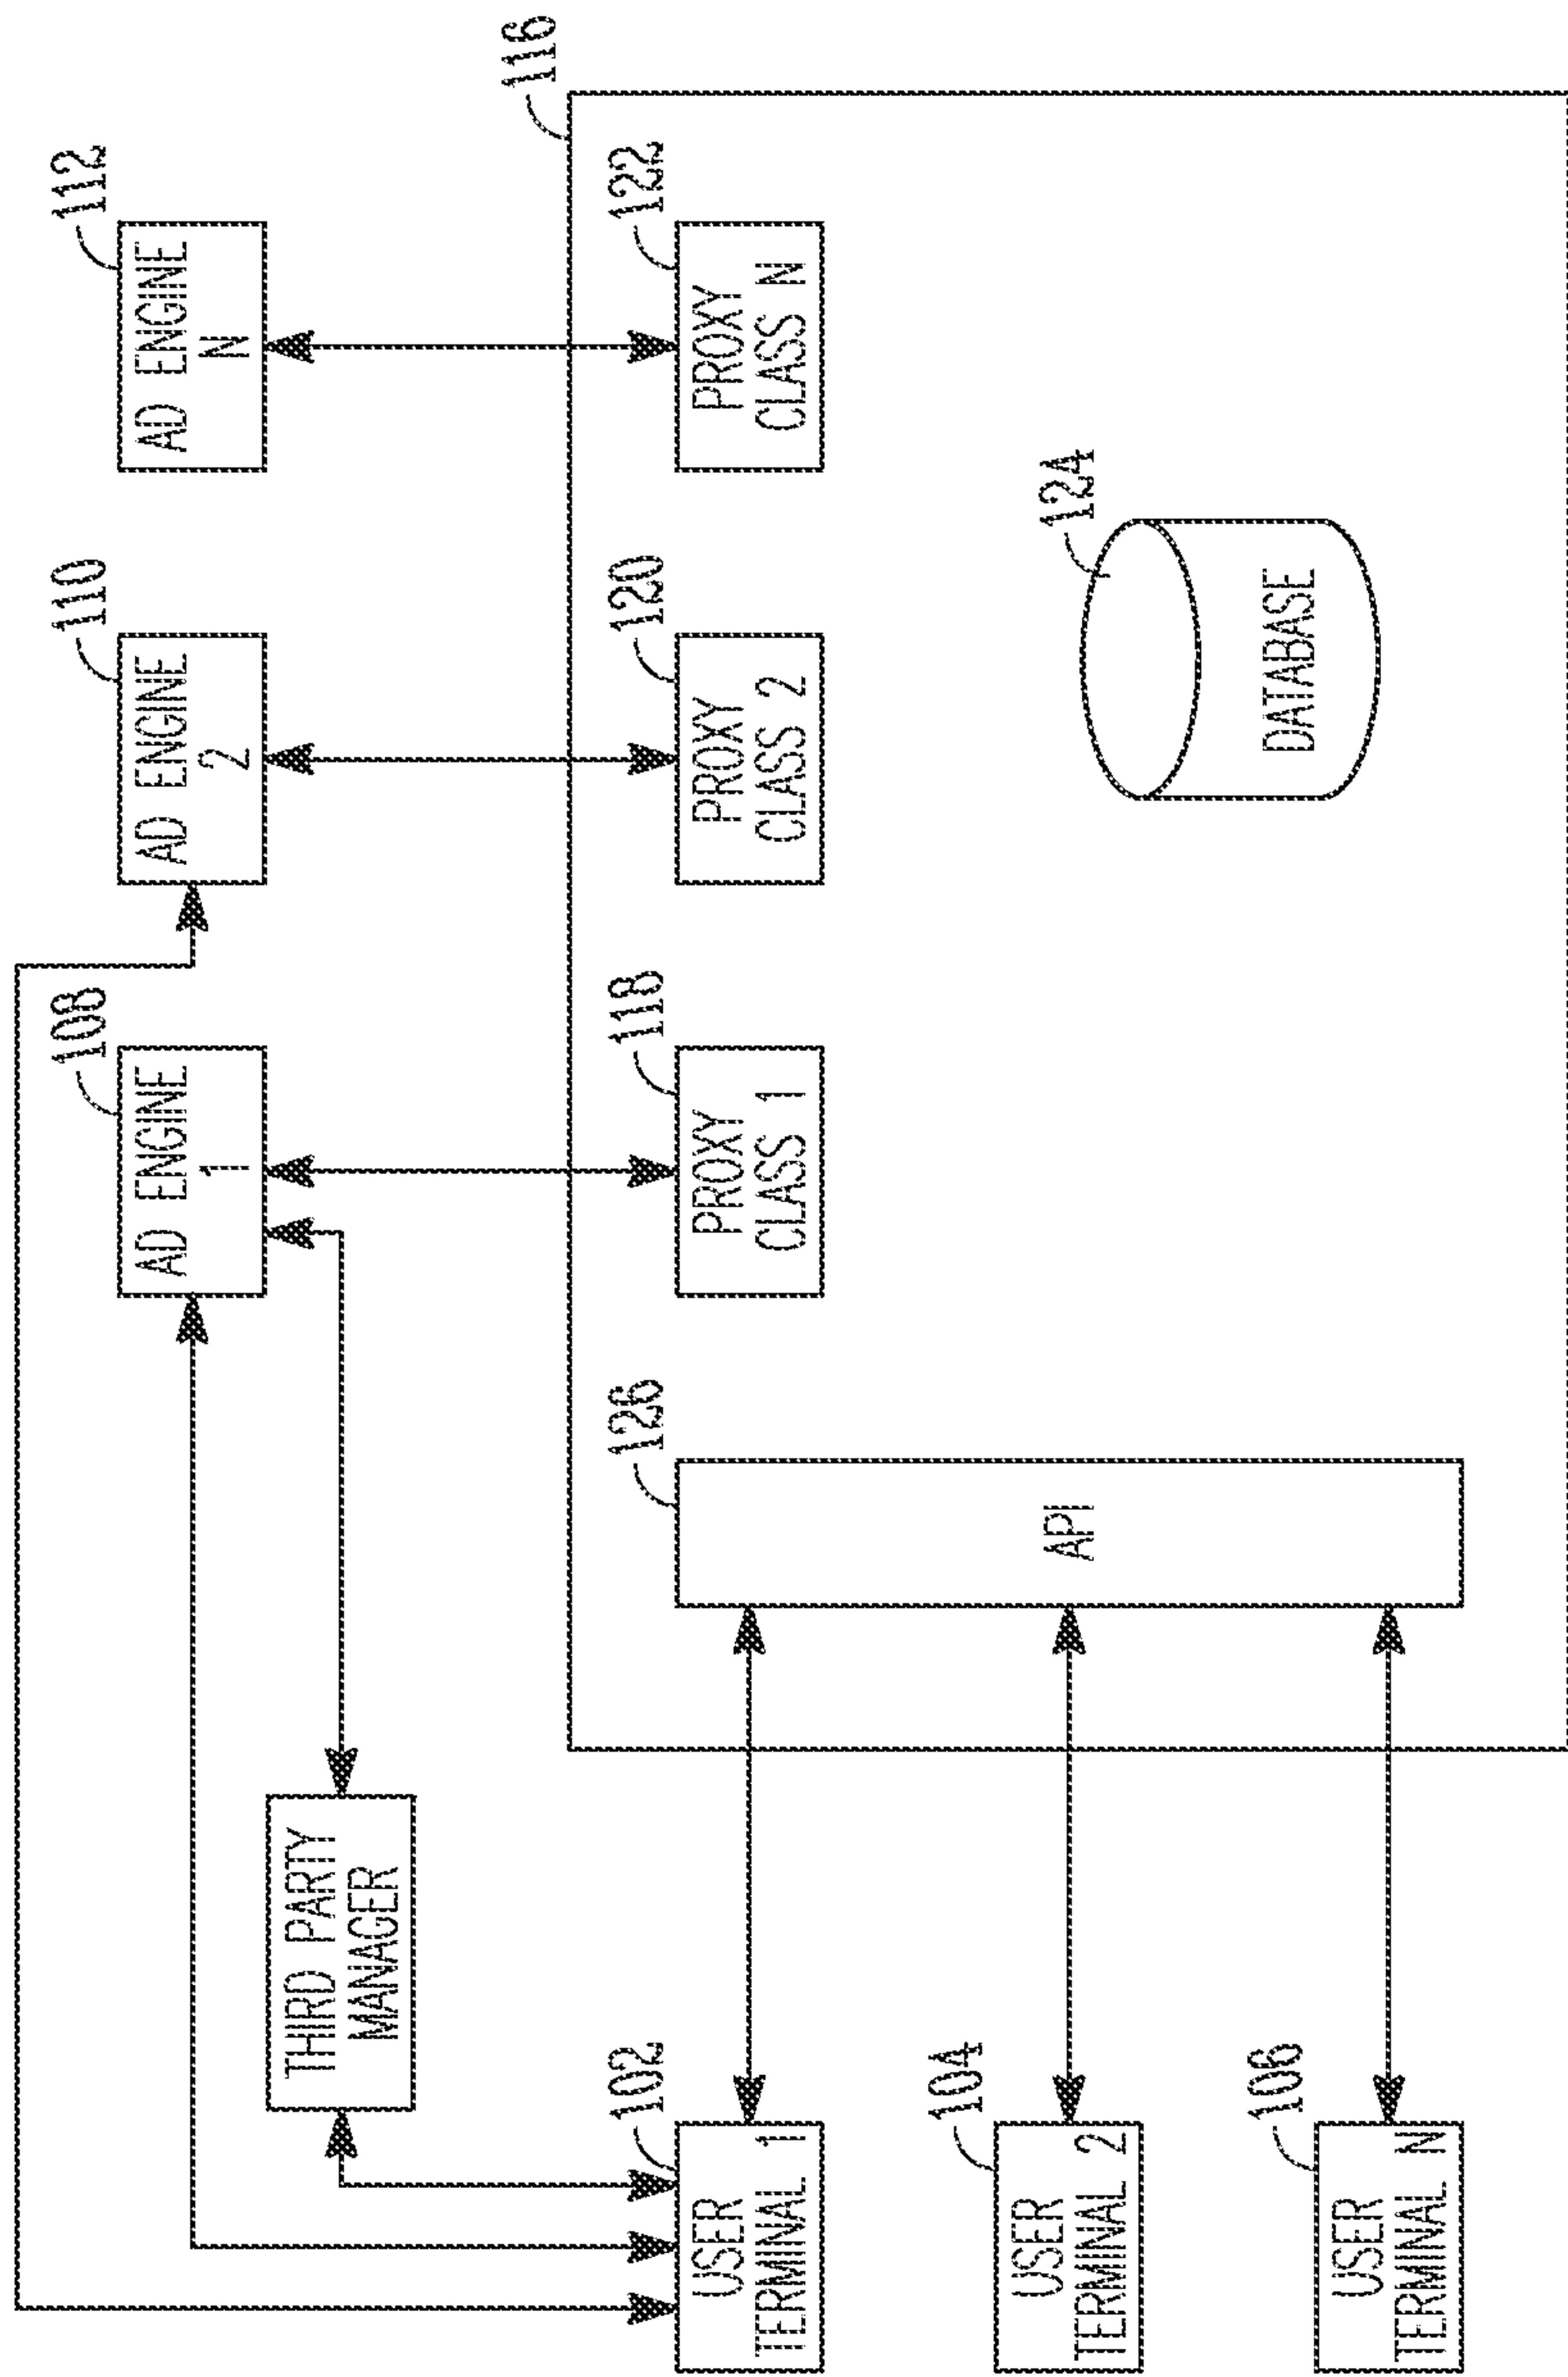 108
AD ENGINE
1
110
AD ENGINE
2
112
AD ENGINE
N
THIRD PARTY
MANAGER
116
102
USER
TERMINAL 1
126
API
118
PROXY
CLASS 1
120
PROXY
CLASS 2
122
PROXY
CLASS N
104
USER
TERMINAL 2
124
DATABASE
106
USER
TERMINAL N